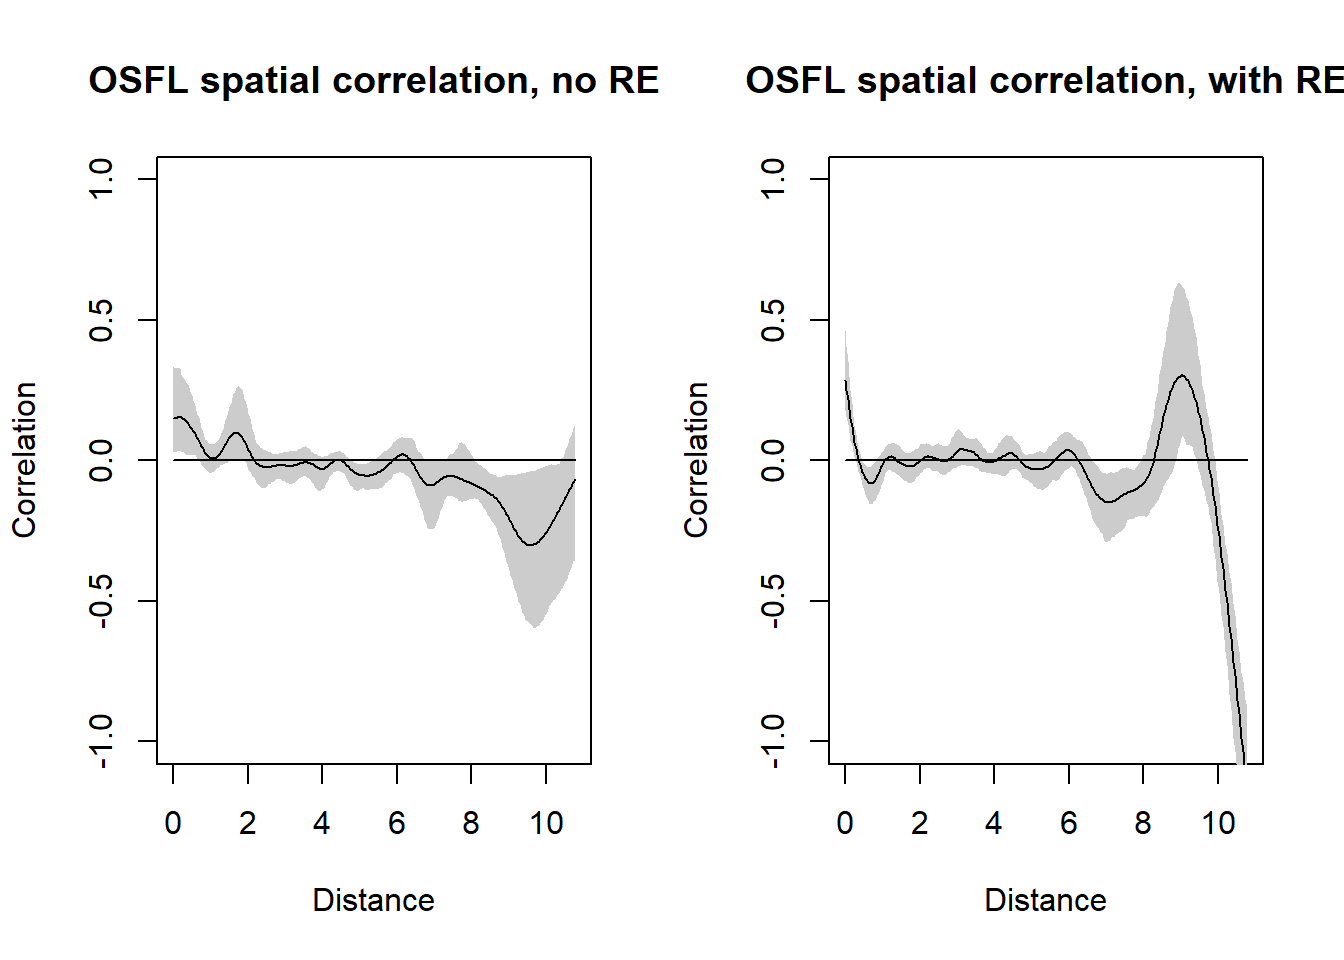 OSFL spatial correlation, no RE
Correlation
1.0
0.5
0.0
-0.5
-1.0
0 2 4 6 8 10
Distance
OSFL spatial correlation, with RE
Correlation
1.0
0.5
0.0
-0.5
-1.0
0 2 4 6 8 10
Distance